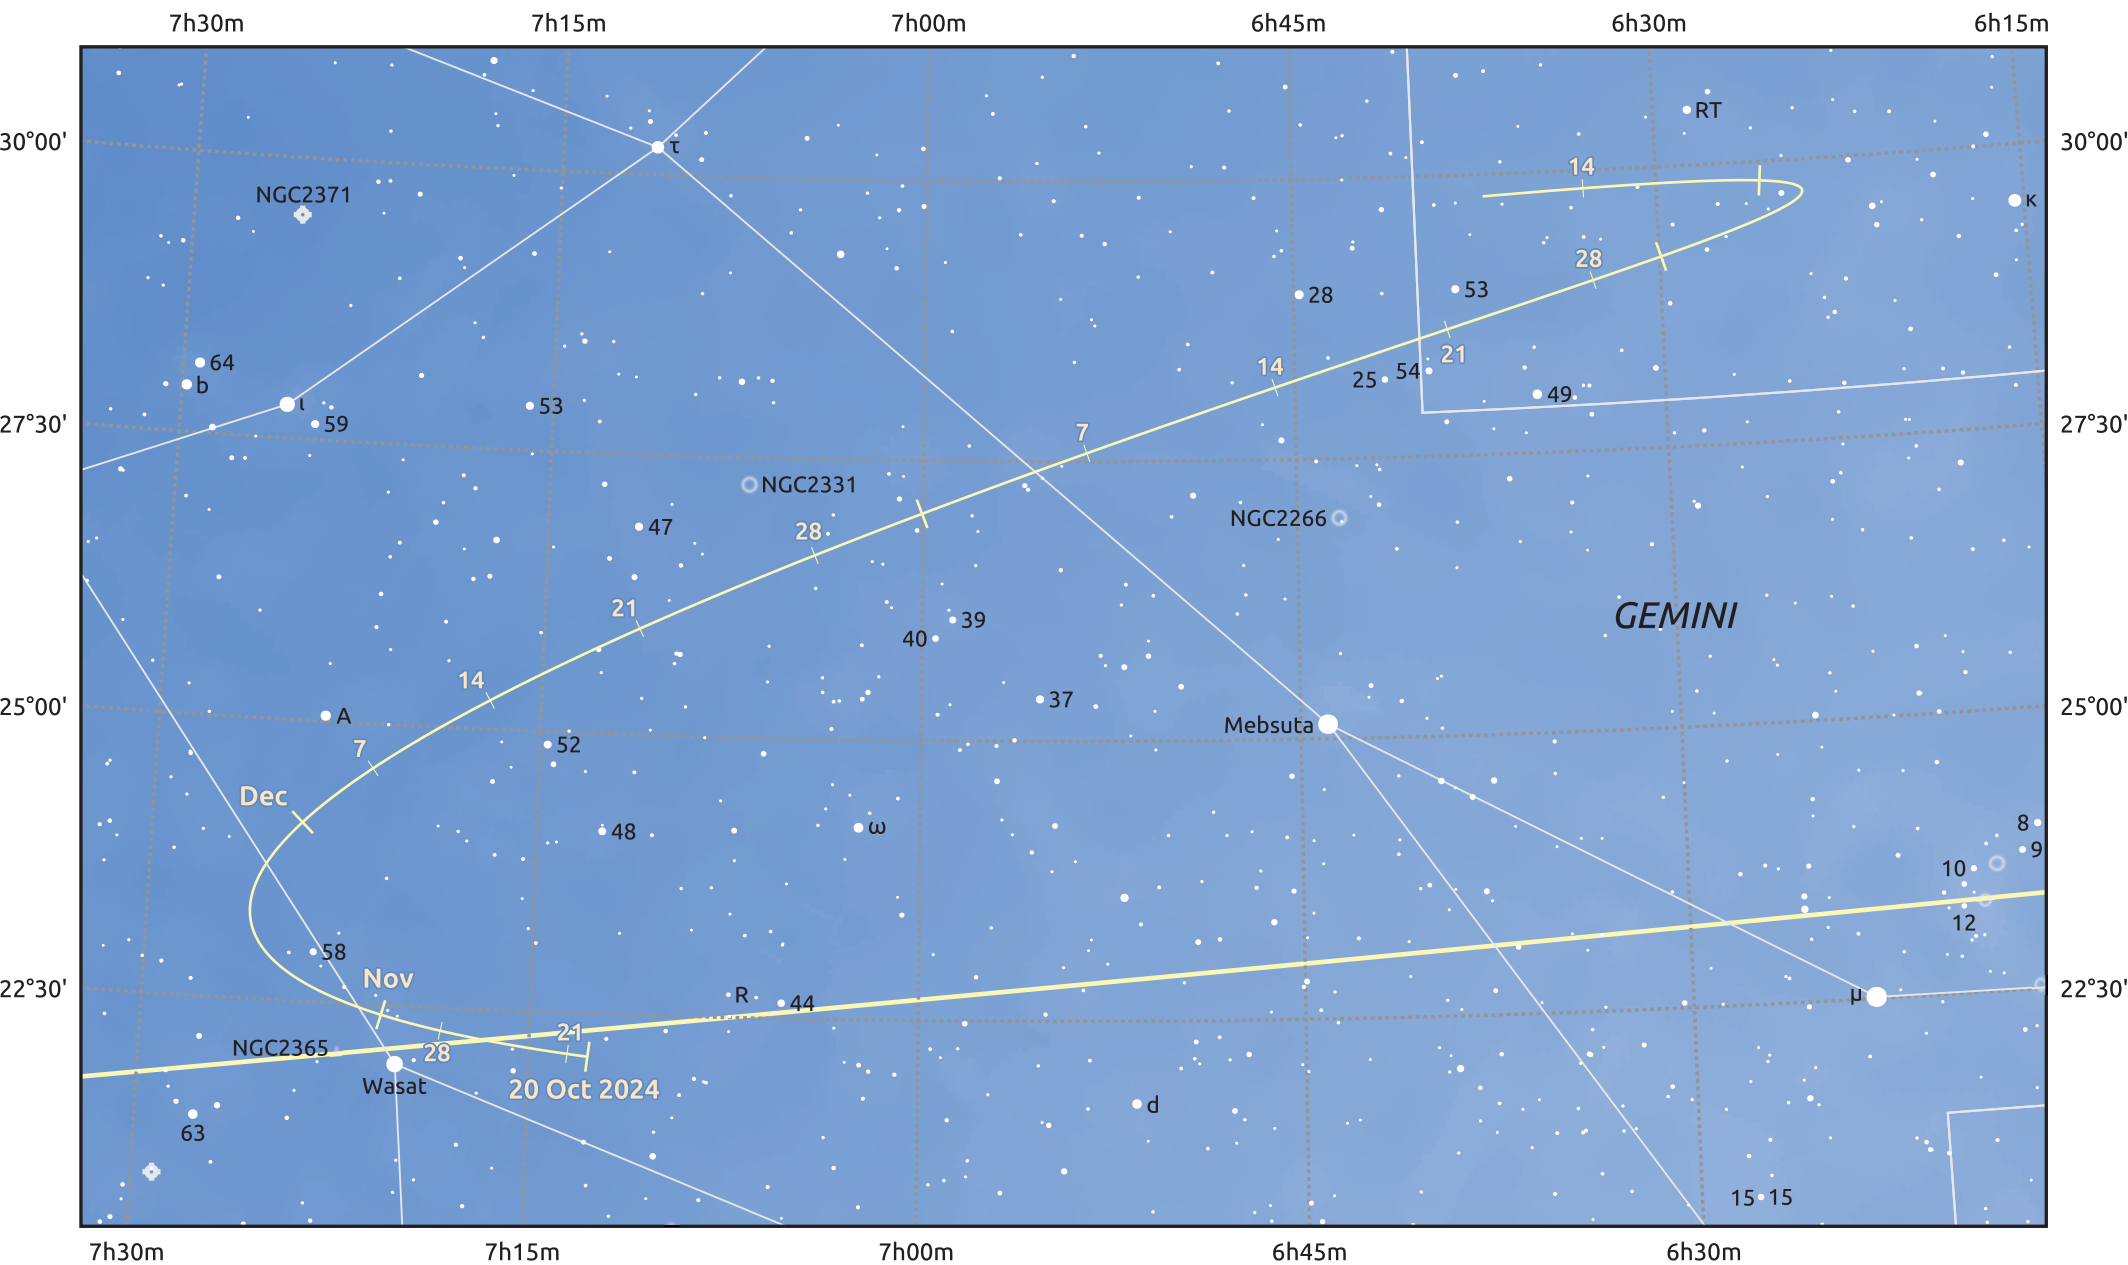 7h30m 7h15m 7h00m 6h45m 6h30m 6h15m
RT
30°00' 30°00'
τ
14
NGC2371
κ
28
28 53
21
64
14
b 25 54
49
ι 53
59
27°30' 27°30'
7
NGC2331
NGC2266
47
28
21
39
GEMINI
40
14
37
25°00' 25°00'
A
Mebsuta
52
7
Dec
48 ω
8
9
10
12
58
Nov
22°30' 22°30'
R 44
μ
21
NGC2365
28
Wasat 20 Oct 2024
d
63
15 15
7h30m 7h15m 7h00m 6h45m 6h30m